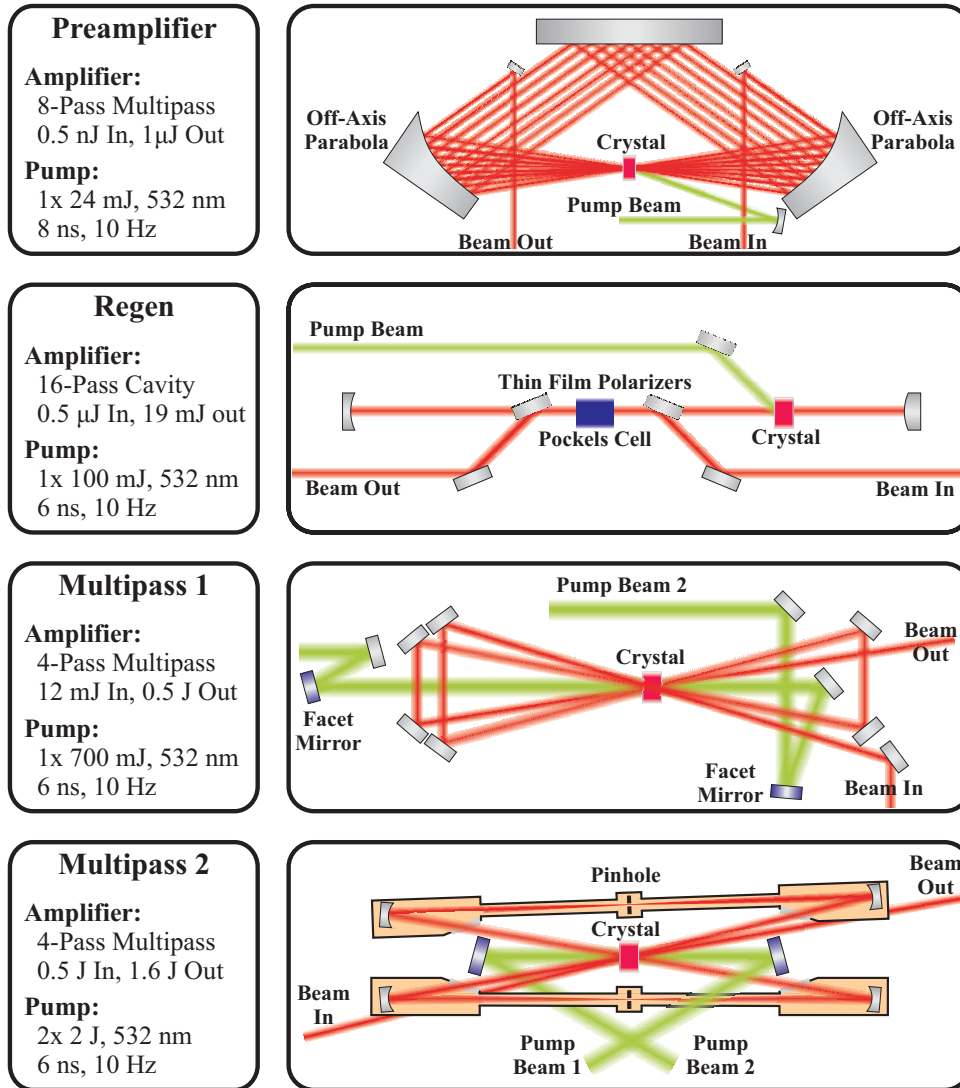 Preamplifier
Amplifier:
8-Pass Multipass
0.5 nJ In, 1μJ Out
Pump:
1x 24 mJ, 532 nm
8 ns, 10 Hz
Off-Axis
Parabola
Crystal
Off-Axis
Parabola
Pump Beam
Beam Out
Beam In
Regen
Amplifier:
16-Pass Cavity
0.5 μJ In, 19 mJ out
Pump:
1x 100 mJ, 532 nm
6 ns, 10 Hz
Pump Beam
Thin Film Polarizers
Pockels Cell
Crystal
Beam Out
Beam In
Multipass 1
Amplifier:
4-Pass Multipass
12 mJ In, 0.5 J Out
Pump:
1x 700 mJ, 532 nm
6 ns, 10 Hz
Pump Beam 2
Crystal
Beam
Out
Facet
Mirror
Facet
Mirror
Beam In
Multipass 2
Amplifier:
4-Pass Multipass
0.5 J In, 1.6 J Out
Pump:
2x 2 J, 532 nm
6 ns, 10 Hz
Pinhole
Beam
Out
Crystal
Beam
In
Pump
Beam 1
Pump
Beam 2